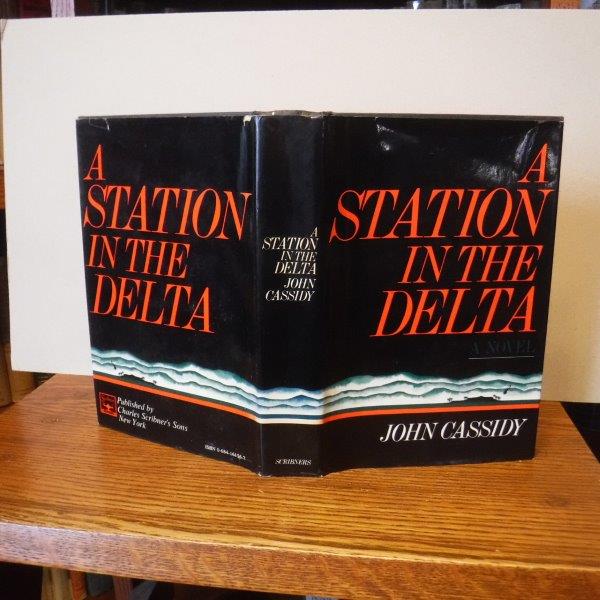 A
STATION
IN THE
DELTA
Published by
Charles Scribner's Sons
New York
A
STATION
IN THE
DELTA
JOHN
CASSIDY
SCRIBNERS
A
STATION
IN THE
DELTA
A NOVEL
JOHN CASSIDY